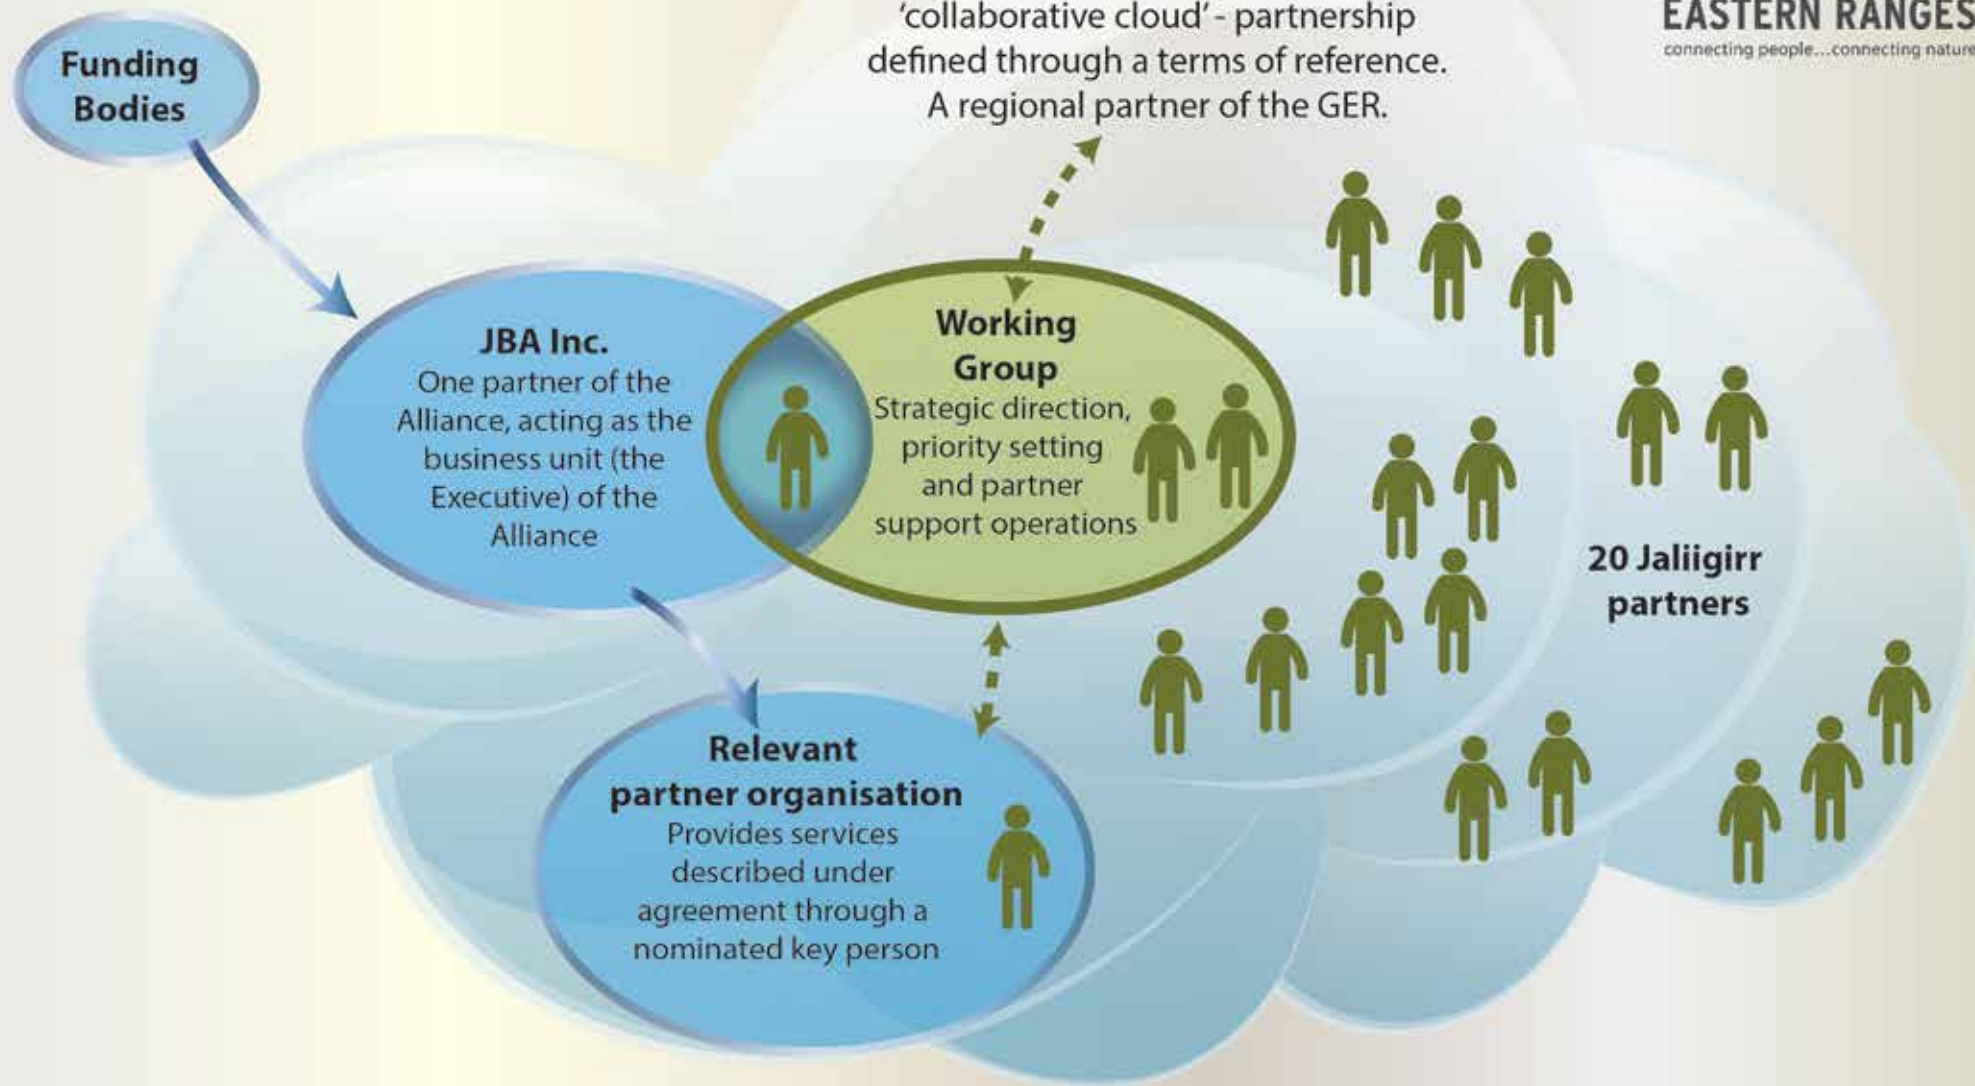 'collaborative cloud' - partnership
defined through a terms of reference.
A regional partner of the GER.
EASTERN RANGES
connecting people...connecting nature
Funding
Bodies
JBA Inc.
One partner of the
Alliance, acting as the
business unit (the
Executive) of the
Alliance
Working
Group
Strategic direction,
priority setting
and partner
support operations
20 Jaliigirr
partners
Relevant
partner organisation
Provides services
described under
agreement through a
nominated key person